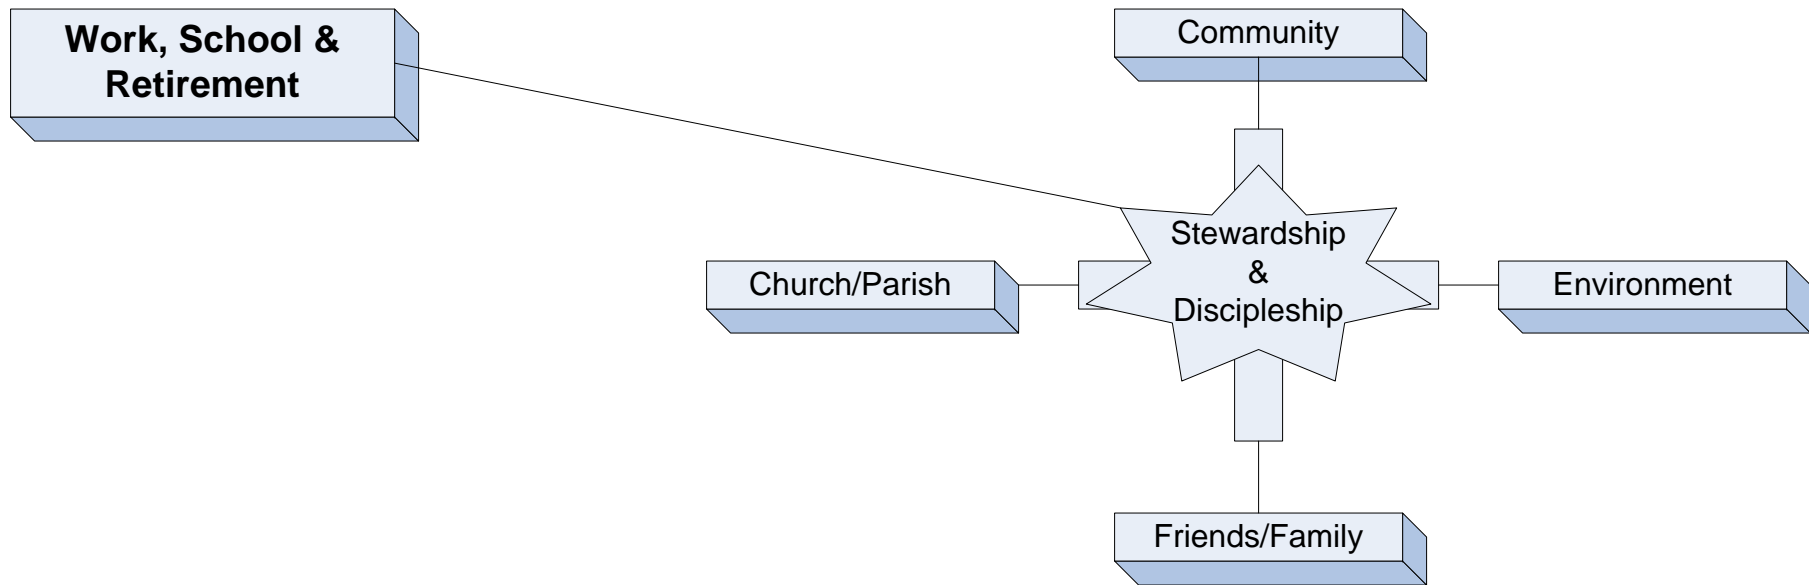 Work, School &
Retirement
Community
Stewardship
&
Discipleship
Church/Parish
Environment
Friends/Family